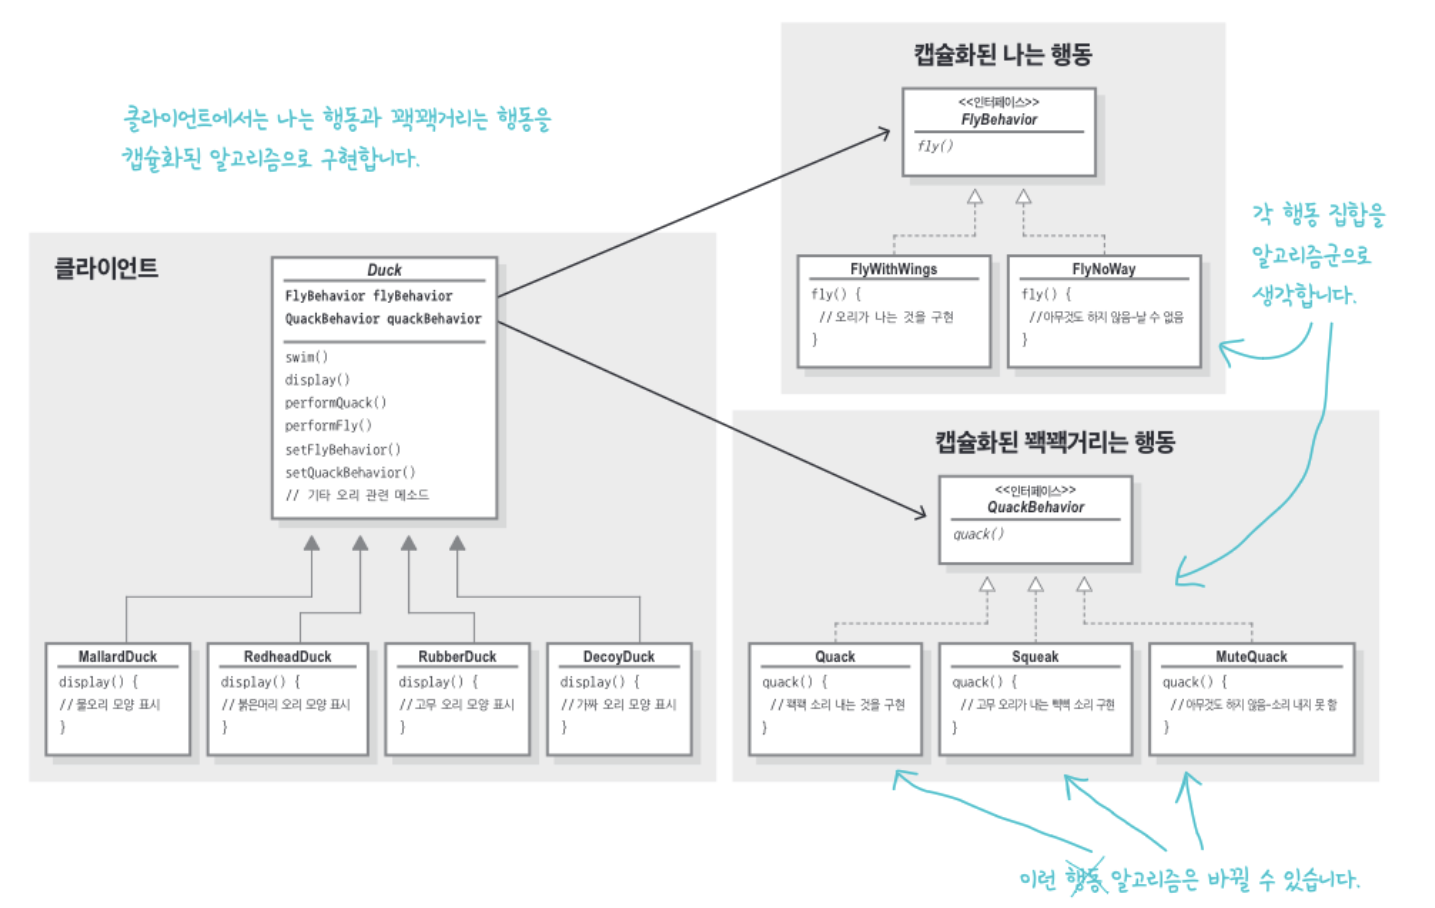 클라이언트에서는 나는 행동과 꽥꽥거리는 행동을
캡슐화된 알고리즘으로 구현합니다.
클라이언트
Duck
FlyBehavior flyBehavior
QuackBehavior quackBehavior
swim()
display()
performQuack()
performFly()
setFlyBehavior()
setQuackBehavior()
// 기타 오리 관련 메소드
MallardDuck
display() {
// 물오리 모양 표시
}
RedheadDuck
display() {
// 붉은머리 오리 모양 표시
}
RubberDuck
display() {
// 고무 오리 모양 표시
}
DecoyDuck
display() {
// 가짜 오리 모양 표시
}
캡슐화된 나는 행동
<<인터페이스>>
FlyBehavior
fly()
FlyWithWings
fly() {
// 오리가 나는 것을 구현
}
FlyNoWay
fly() {
// 아무것도 하지 않음-날 수 없음
}
각 행동 집합을
알고리즘군으로
생각합니다.
캡슐화된 꽥꽥거리는 행동
<<인터페이스>>
QuackBehavior
quack()
Quack
quack() {
// 꽥꽥 소리 내는 것을 구현
}
Squeak
quack() {
// 고무 오리가 내는 삑삑 소리 구현
}
MuteQuack
quack() {
// 아무것도 하지 않음-소리 내지 못 함
}
이런 행동 알고리즘은 바뀔 수 있습니다.